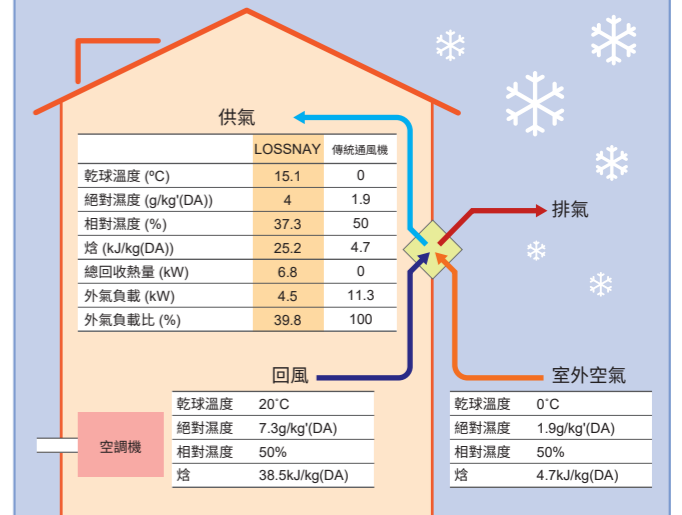 供氣
LOSSNAY 傳統通風機
乾球溫度 (ºC) 15.1 0
絕對濕度 (g/kg'(DA)) 4 1.9
相對濕度 (%) 37.3 50
焓 (kJ/kg(DA)) 25.2 4.7
總回收熱量 (kW) 6.8 0
外氣負載 (kW) 4.5 11.3
外氣負載比 (%) 39.8 100
排氣
回風
乾球溫度 20˚C
絕對濕度 7.3g/kg'(DA)
相對濕度 50%
焓 38.5kJ/kg(DA)
室外空氣
乾球溫度 0˚C
絕對濕度 1.9g/kg'(DA)
相對濕度 50%
焓 4.7kJ/kg(DA)
空調機